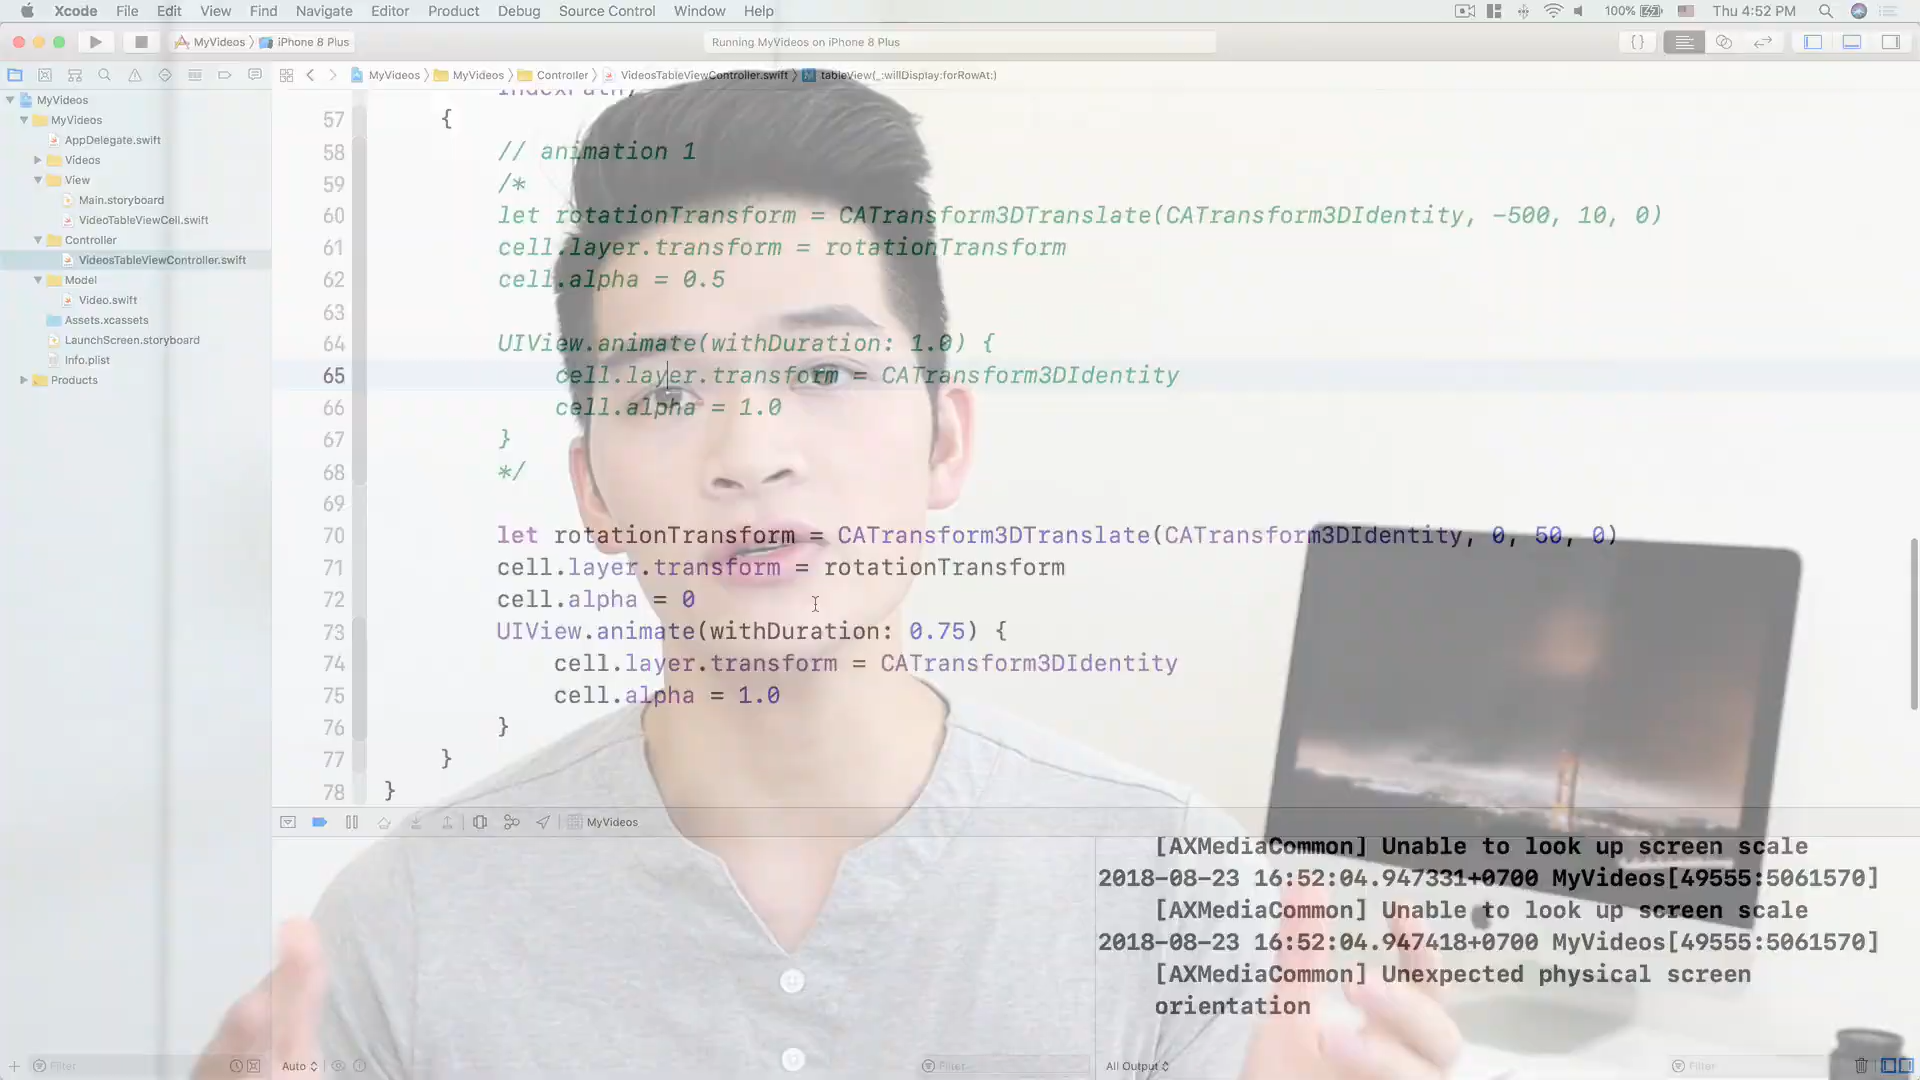 Xcode File Edit View Find Navigate Editor Product Debug Source Control Window Help
100% Thu 4:52 PM
MyVideos iPhone 8 Plus
Running MyVideos on iPhone 8 Plus
MyVideos MyVideos Controller VideosTableViewController.swift tableView(_:willDisplay:forRowAt:)
MyVideos
MyVideos
AppDelegate.swift
Videos
View
Main.storyboard
VideoTableViewCell.swift
Controller
VideosTableViewController.swift
Model
Video.swift
Assets.xcassets
LaunchScreen.storyboard
Info.plist
Products
57 {
58 // animation 1
59 /*
60 let rotationTransform = CATransform3DTranslate(CATransform3DIdentity, -500, 10, 0)
61 cell.layer.transform = rotationTransform
62 cell.alpha = 0.5
63
64 UIView.animate(withDuration: 1.0) {
65 cell.layer.transform = CATransform3DIdentity
66 cell.alpha = 1.0
67 }
68 */
69
70 let rotationTransform = CATransform3DTranslate(CATransform3DIdentity, 0, 50, 0)
71 cell.layer.transform = rotationTransform
72 cell.alpha = 0
73 UIView.animate(withDuration: 0.75) {
74 cell.layer.transform = CATransform3DIdentity
75 cell.alpha = 1.0
76 }
77 }
78 }
MyVideos
[AXMediaCommon] Unable to look up screen scale
2018-08-23 16:52:04.947331+0700 MyVideos[49555:5061570]
[AXMediaCommon] Unable to look up screen scale
2018-08-23 16:52:04.947418+0700 MyVideos[49555:5061570]
[AXMediaCommon] Unexpected physical screen
orientation
Filter Auto Filter All Output Filter